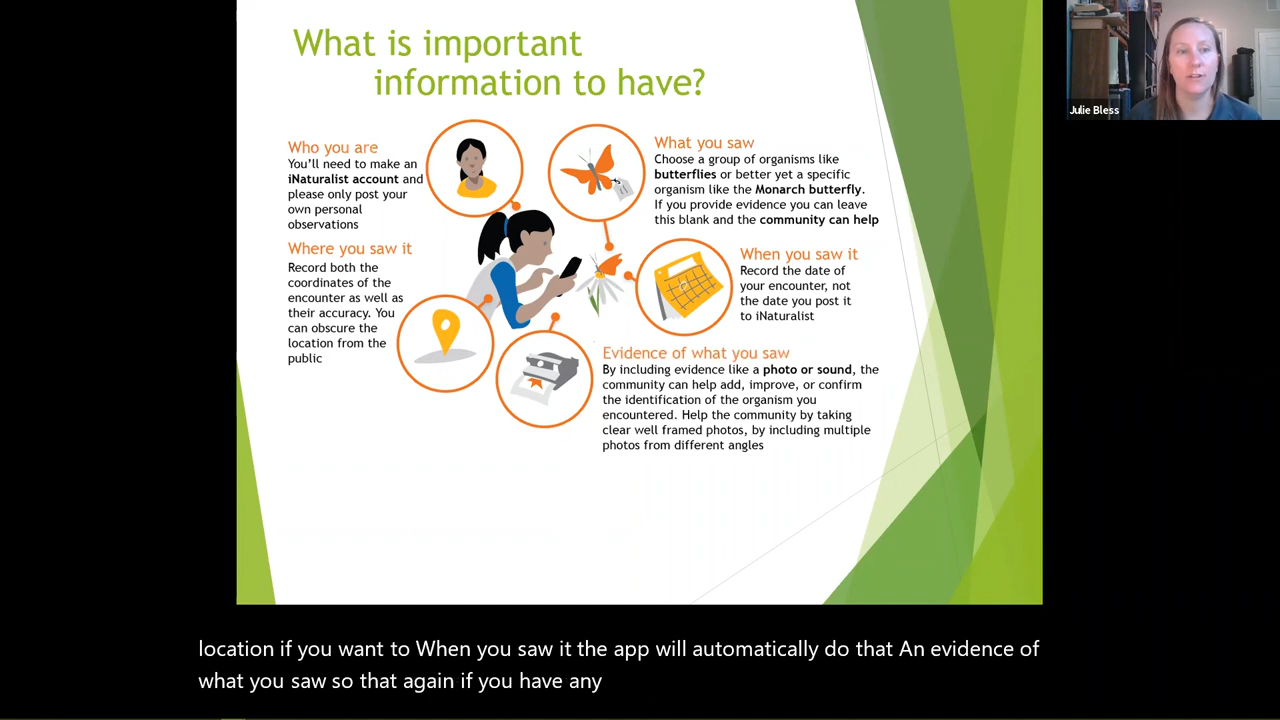 What is important
information to have?
Who you are
You'll need to make an
iNaturalist account and
please only post your
own personal
observations
Where you saw it
Record both the
coordinates of the
encounter as well as
their accuracy. You
can obscure the
location from the
public
What you saw
Choose a group of organisms like
butterflies or better yet a specific
organism like the Monarch butterfly.
If you provide evidence you can leave
this blank and the community can help
When you saw it
Record the date of
your encounter, not
the date you post it
to iNaturalist
Evidence of what you saw
By including evidence like a photo or sound, the
community can help add, improve, or confirm
the identification of the organism you
encountered. Help the community by taking
clear well framed photos, by including multiple
photos from different angles
Julie Bless
location if you want to When you saw it the app will automatically do that An evidence of
what you saw so that again if you have any